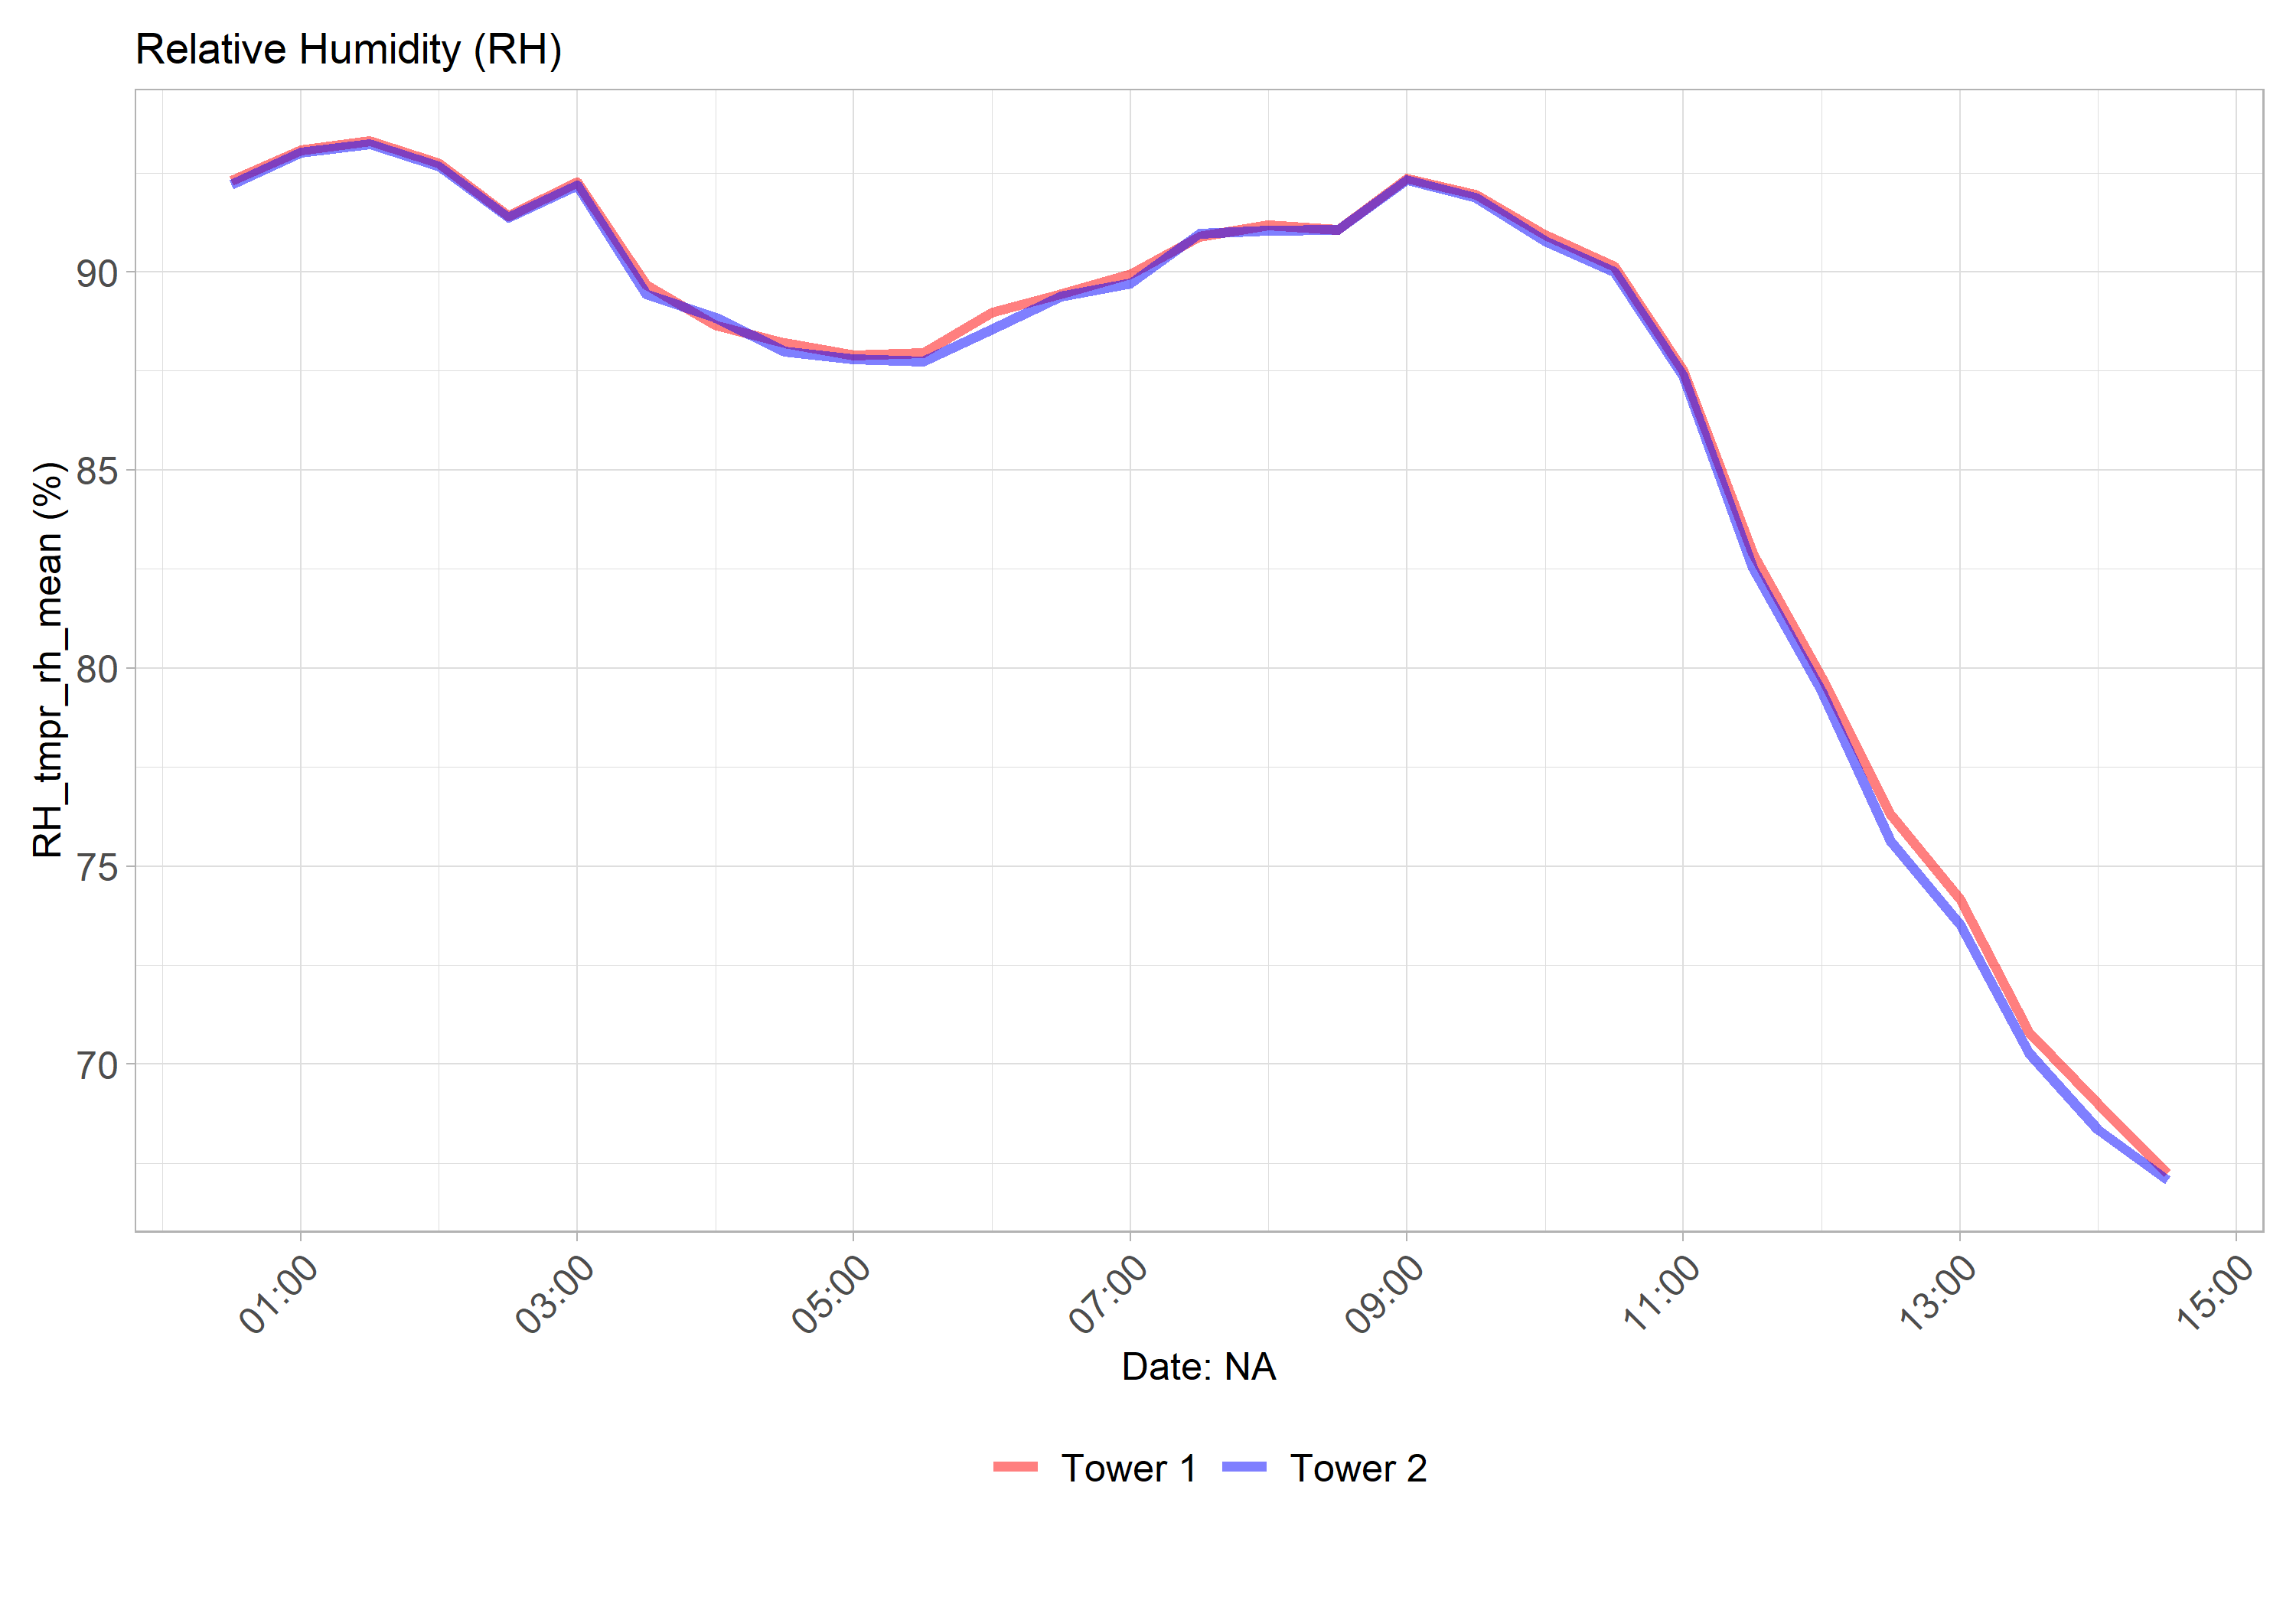 Relative Humidity (RH)
RH_tmpr_rh_mean (%)
90
85
80
75
70
01:00
03:00
05:00
07:00
09:00
11:00
13:00
15:00
Date: NA
Tower 1
Tower 2